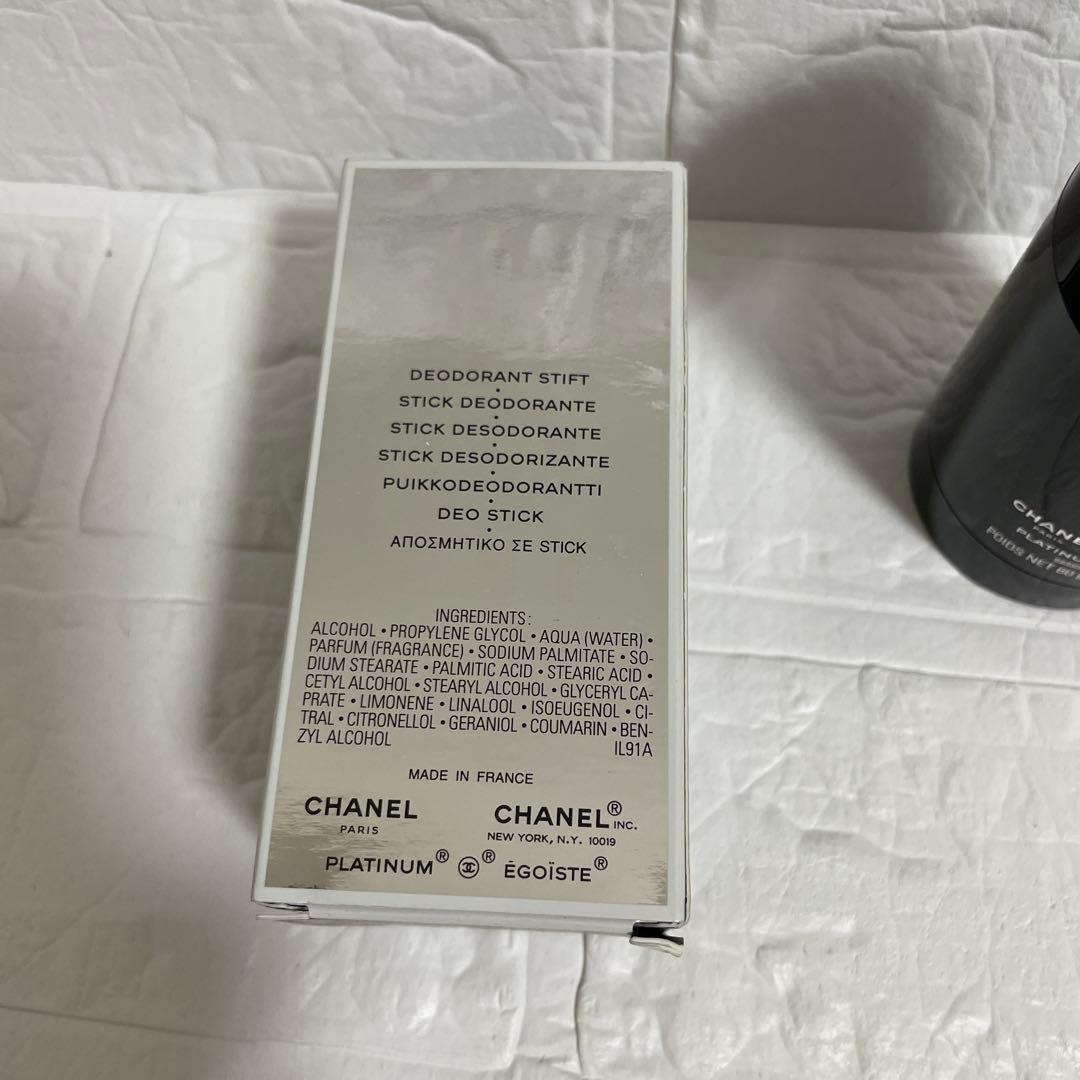 DEODORANT STIFT
•
STICK DEODORANTE
•
STICK DESODORANTE
•
STICK DESODORIZANTE
•
PUIKKODEODORANTTI
•
DEO STICK
•
ΑΠΟΣΜΗΤΙΚΟ ΣΕ STICK
INGREDIENTS:
ALCOHOL • PROPYLENE GLYCOL • AQUA (WATER) •
PARFUM (FRAGRANCE) • SODIUM PALMITATE • SO-
DIUM STEARATE • PALMITIC ACID • STEARIC ACID •
CETYL ALCOHOL • STEARYL ALCOHOL • GLYCERYL CA-
PRATE • LIMONENE • LINALOOL • ISOEUGENOL • CI-
TRAL • CITRONELLOL • GERANIOL • COUMARIN • BEN-
ZYL ALCOHOL IL91A
MADE IN FRANCE
CHANEL
PARIS
CHANEL® INC.
NEW YORK, N.Y. 10019
PLATINUM® ® ÉGOÏSTE®
CHANE
PARIS
PLATINU
POIDS NET